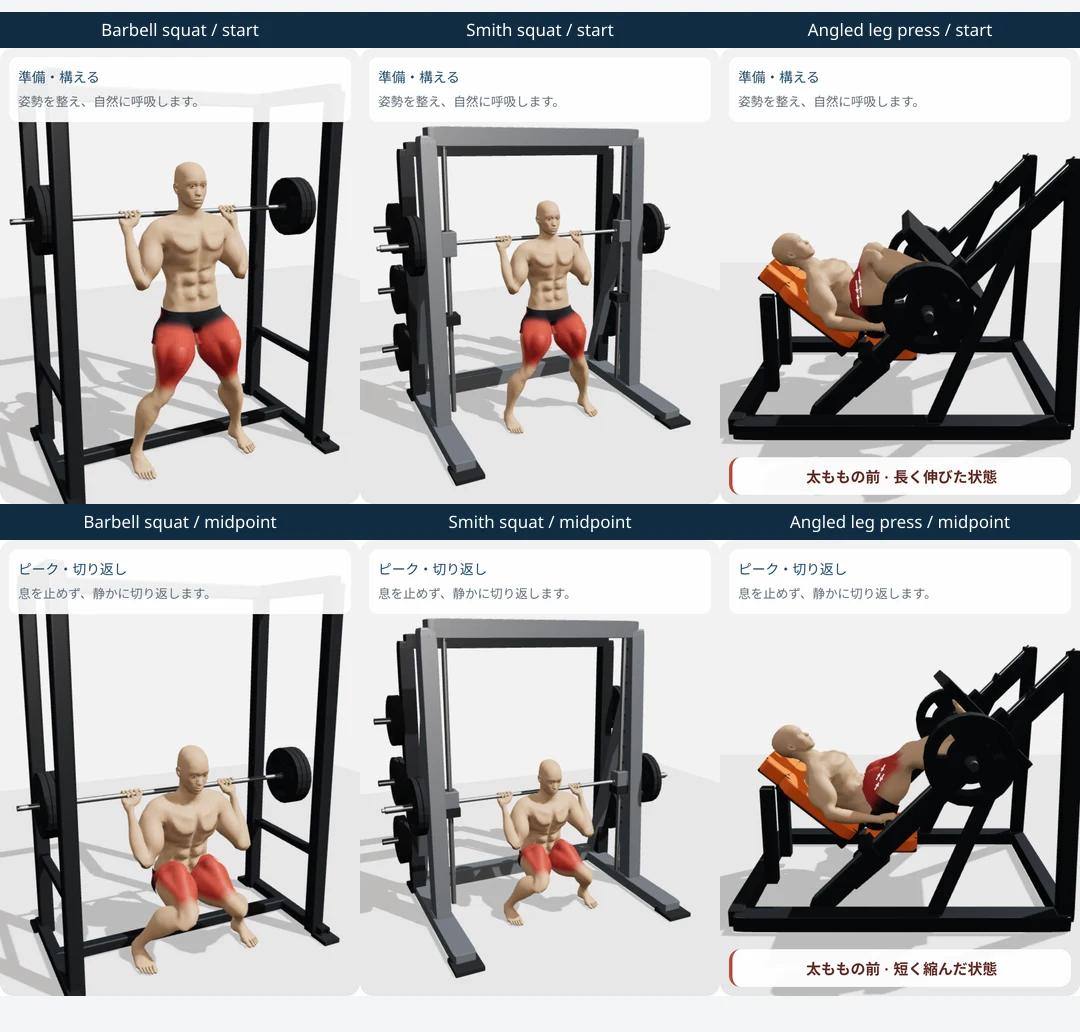 Barbell squat / start
Smith squat / start
Angled leg press / start
準備・構える
姿勢を整え、自然に呼吸します。
準備・構える
姿勢を整え、自然に呼吸します。
準備・構える
姿勢を整え、自然に呼吸します。
太ももの前 · 長く伸びた状態
Barbell squat / midpoint
Smith squat / midpoint
Angled leg press / midpoint
ピーク・切り返し
息を止めず、静かに切り返します。
ピーク・切り返し
息を止めず、静かに切り返します。
ピーク・切り返し
息を止めず、静かに切り返します。
太ももの前 · 短く縮んだ状態